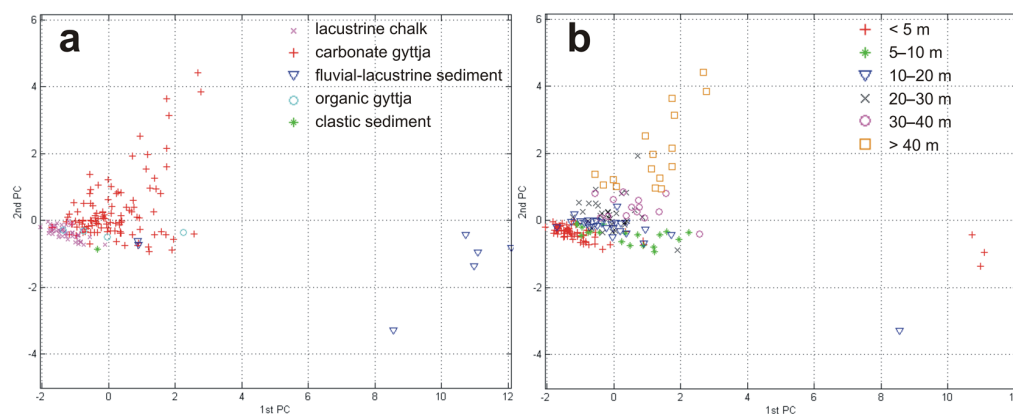 a
lacustrine chalk
carbonate gyttja
fluvial-lacustrine sediment
organic gyttja
clastic sediment
6
4
2
0
-2
-4
2nd PC
-2 0 2 4 6 8 10 12
1st PC
b
< 5 m
5–10 m
10–20 m
20–30 m
30–40 m
> 40 m
6
4
2
0
-2
-4
2nd PC
-2 0 2 4 6 8 10 12
1st PC